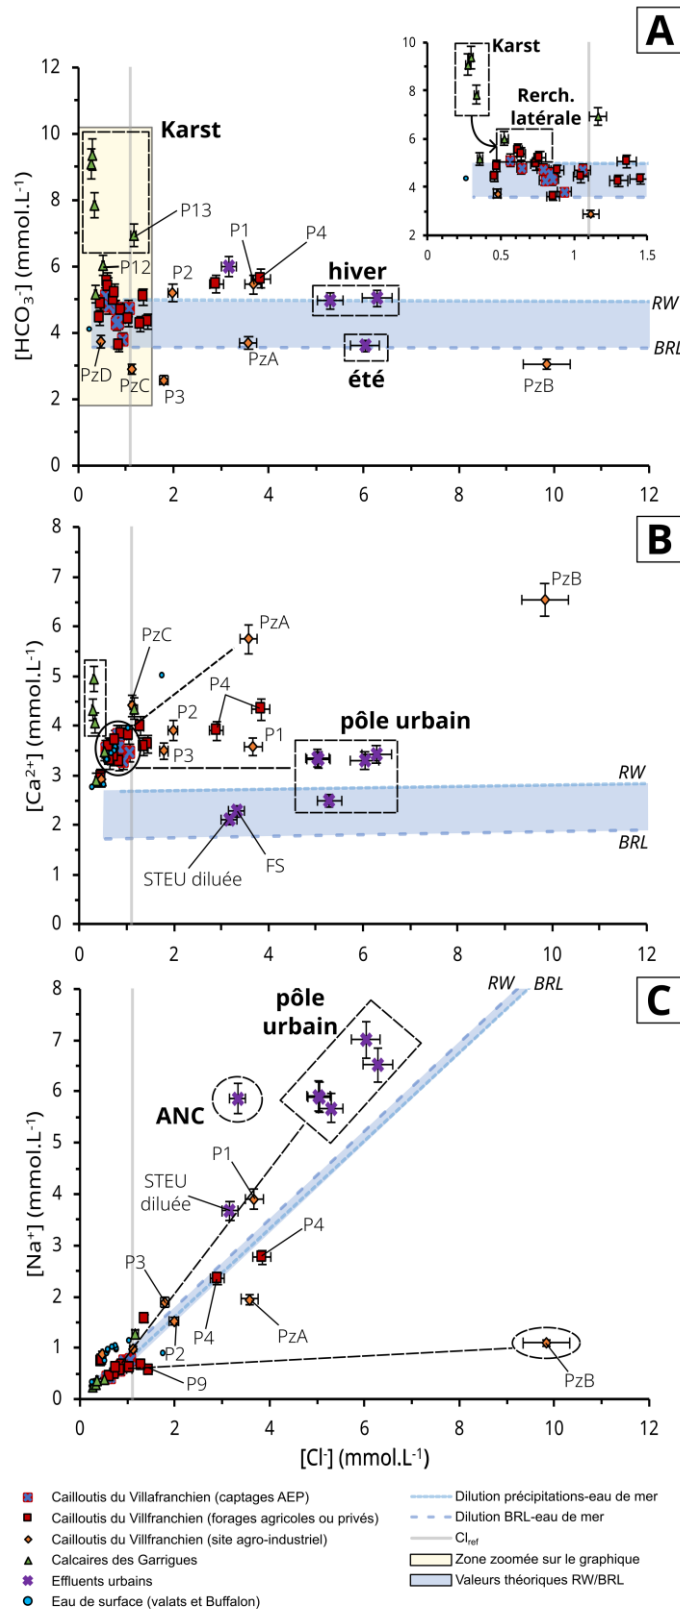 A
[HCO₃⁻] (mmol.L⁻¹)
12
10
8
6
4
2
0
0 2 4 6 8 10 12
Karst
P13
P12
P1
P4
P2
PzD
PzC
P3
PzA
PzB
hiver
été
RW
BRL
10
8
6
4
2
0 0.5 1.0 1.5
Karst
Rerch.
latérale
B
[Ca²⁺] (mmol.L⁻¹)
8
7
6
5
4
3
2
1
0
0 2 4 6 8 10 12
PzB
PzA
PzC
P4
P2
P1
P3
pôle urbain
RW
BRL
FS
STEU diluée
C
[Na⁺] (mmol.L⁻¹)
8
7
6
5
4
3
2
1
0
0 2 4 6 8 10 12
[Cl⁻] (mmol.L⁻¹)
pôle
urbain
RW BRL
ANC
P1
STEU
diluée
P3
P4
P2
P4
PzA
P9
PzB
Cailloutis du Villafranchien (captages AEP)
Cailloutis du Villfranchien (forages agricoles ou privés)
Cailloutis du Villfranchien (site agro-industriel)
Calcaires des Garrigues
Effluents urbains
Eau de surface (valats et Buffalon)
Dilution précipitations-eau de mer
Dilution BRL-eau de mer
Cl_ref
Zone zoomée sur le graphique
Valeurs théoriques RW/BRL